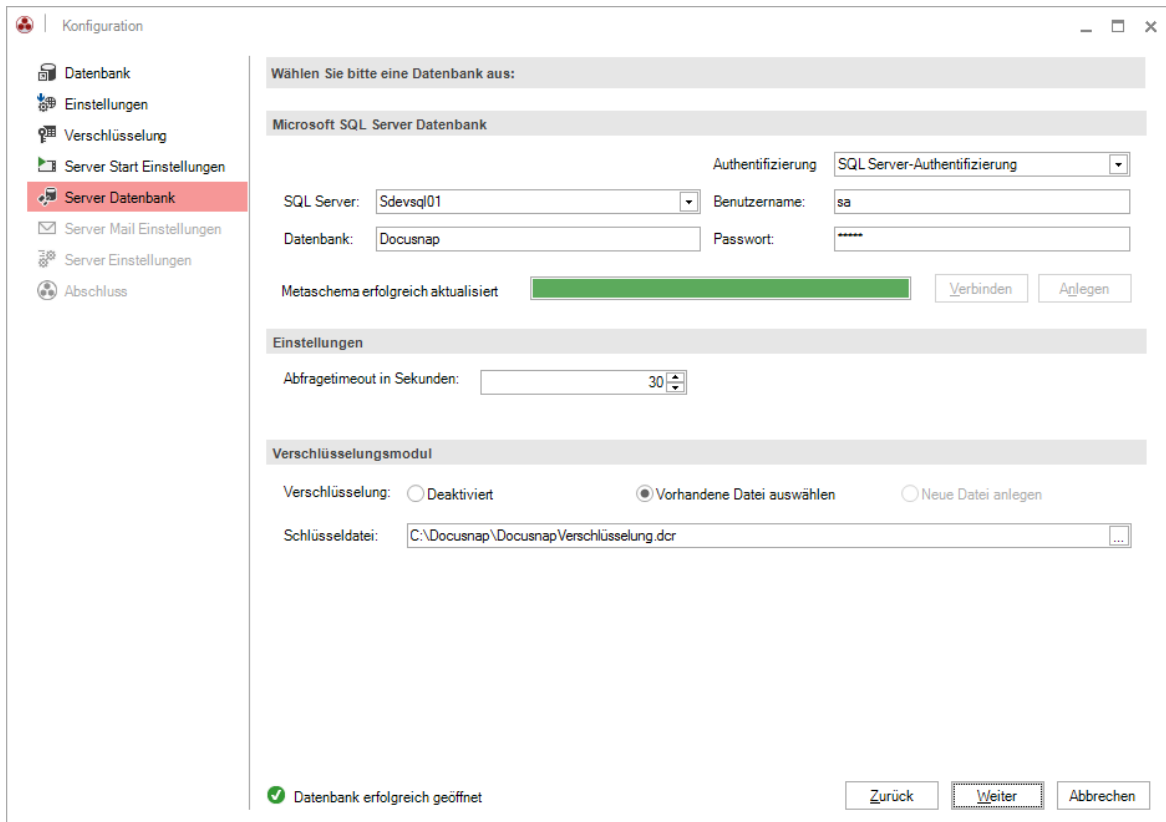 Konfiguration
Datenbank
Einstellungen
Verschlüsselung
Server Start Einstellungen
Server Datenbank
Server Mail Einstellungen
Server Einstellungen
Abschluss
Wählen Sie bitte eine Datenbank aus:
Microsoft SQL Server Datenbank
Authentifizierung SQL Server-Authentifizierung
SQL Server: Sdevsql01 Benutzername: sa
Datenbank: Docusnap Passwort: *****
Metaschema erfolgreich aktualisiert Verbinden Anlegen
Einstellungen
Abfragetimeout in Sekunden: 30
Verschlüsselungsmodul
Verschlüsselung: Deaktiviert Vorhandene Datei auswählen Neue Datei anlegen
Schlüsseldatei: C:\Docusnap\DocusnapVerschlüsselung.dcr ...
Datenbank erfolgreich geöffnet Zurück Weiter Abbrechen